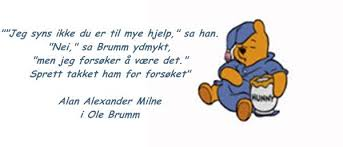 ""Jeg syns ikke du er til mye hjelp," sa han.
"Nei," sa Brumm ydmykt,
"men jeg forsøker å være det."
Sprett takket ham for forsøket"
Alan Alexander Milne
i Ole Brumm
HUNNY